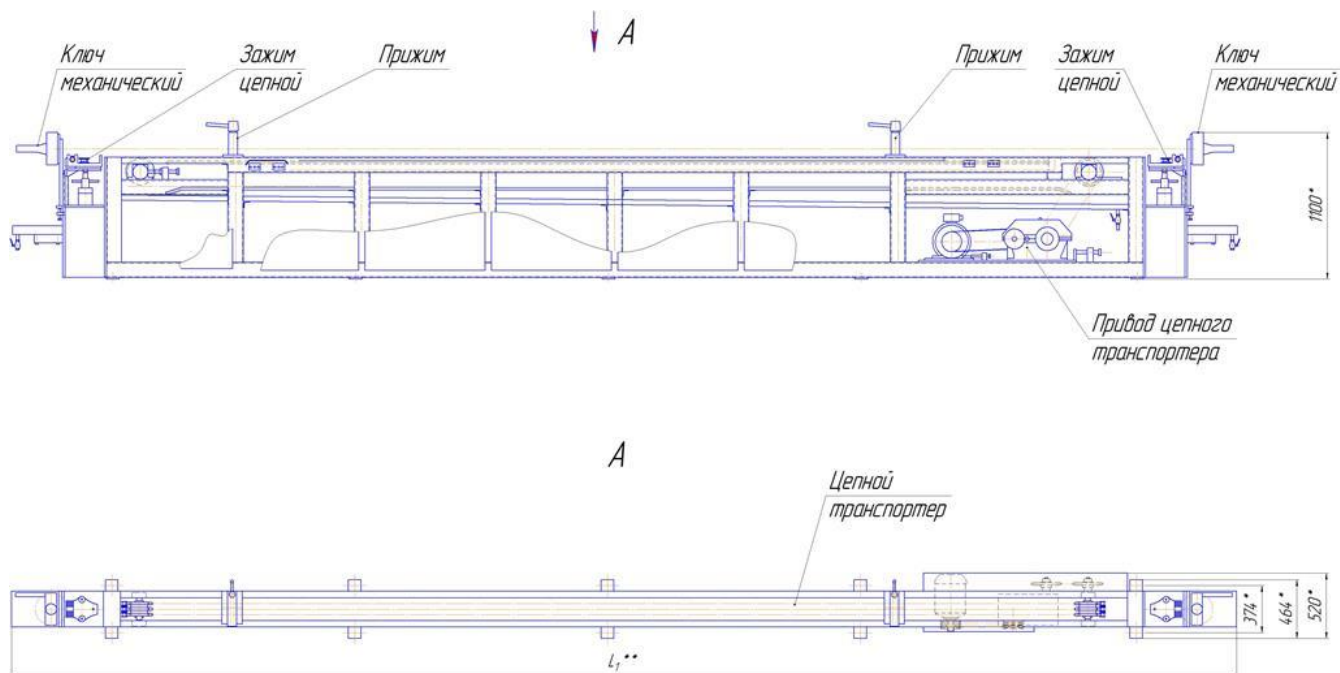 А
Ключ
механический
Зажим
цепной
Прижим
Прижим
Зажим
цепной
Ключ
механический
1100*
Привод цепного
транспортера
А
Цепной
транспортер
374*
464*
520*
L₁**